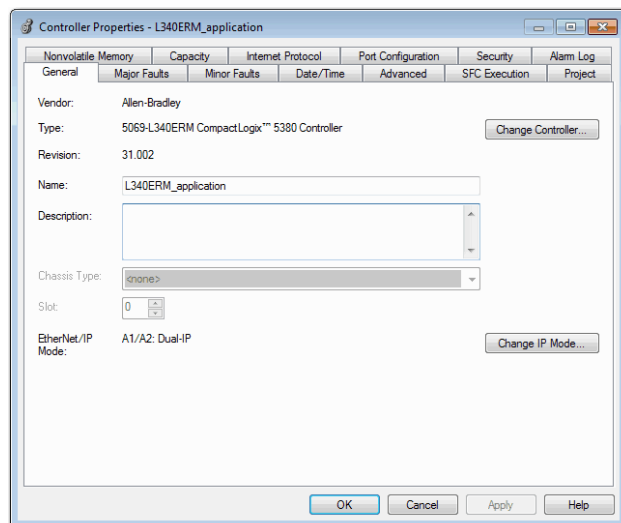 Controller Properties - L340ERM_application
Nonvolatile Memory Capacity Internet Protocol Port Configuration Security Alarm Log
General Major Faults Minor Faults Date/Time Advanced SFC Execution Project
Vendor: Allen-Bradley
Type: 5069-L340ERM CompactLogix™ 5380 Controller Change Controller...
Revision: 31.002
Name: L340ERM_application
Description:
Chassis Type: <none>
Slot: 0
EtherNet/IP A1/A2: Dual-IP Change IP Mode...
Mode:
OK Cancel Apply Help